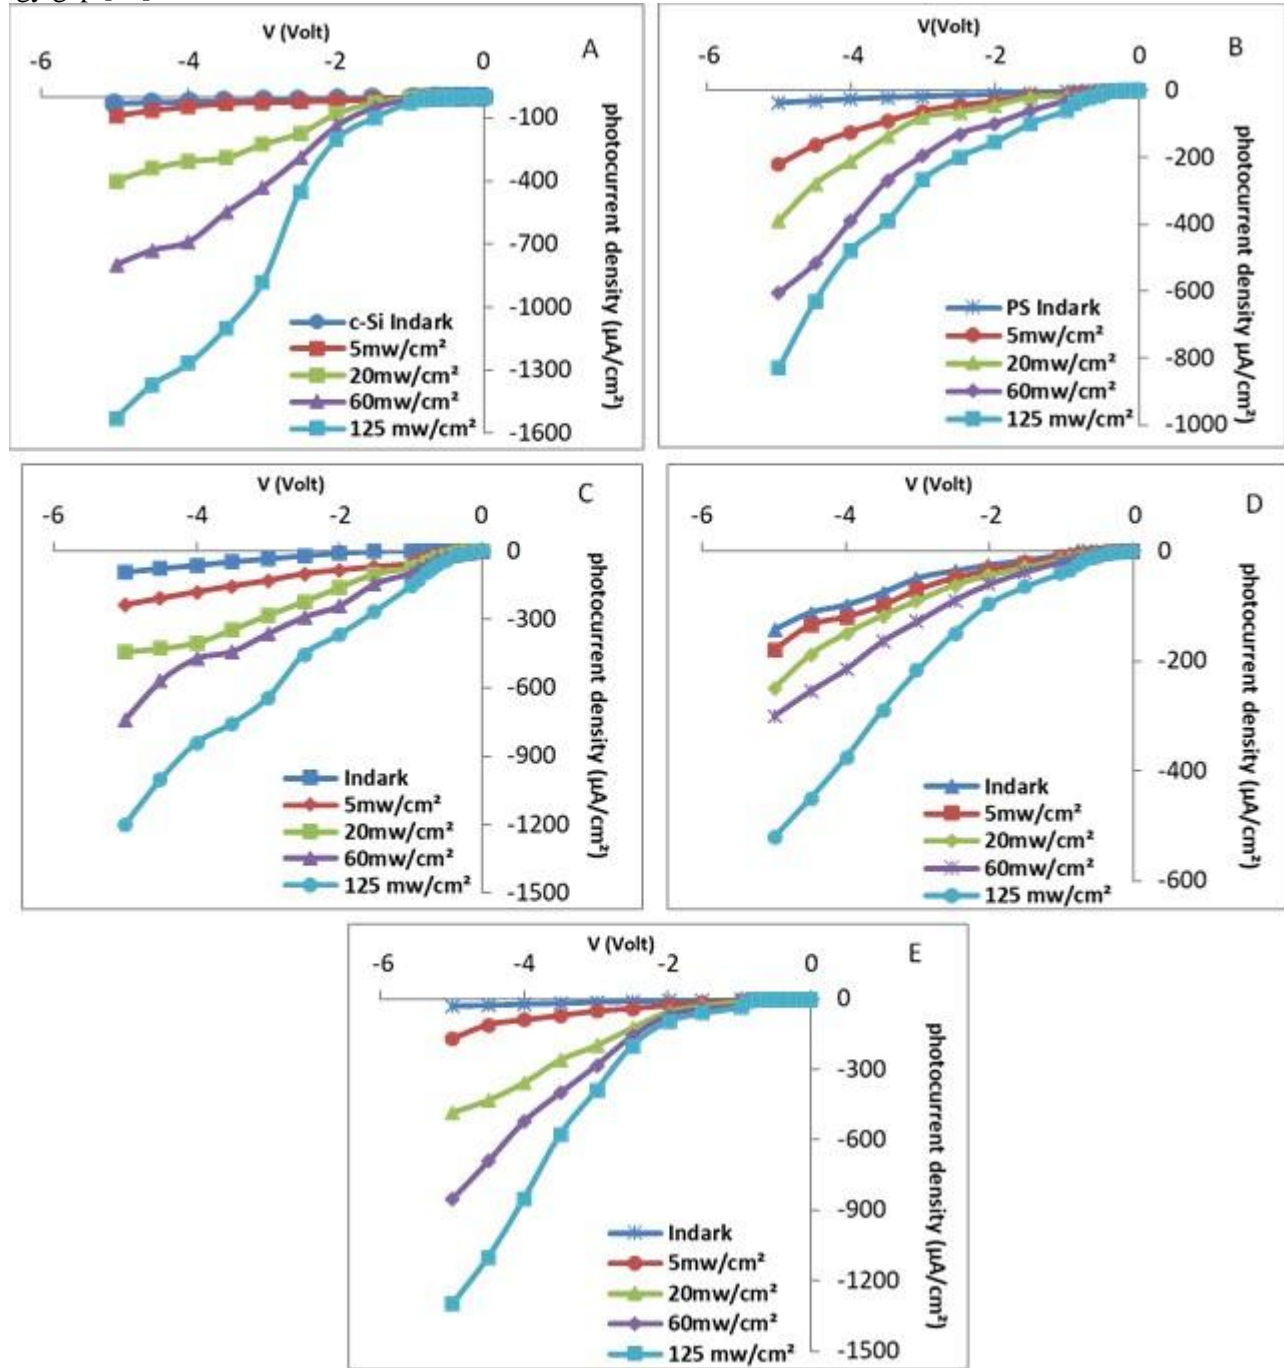 V (Volt)
A
-6
-4
-2
0
-100
-400
-700
-1000
-1300
-1600
photocurrent density (µA/cm²)
c-Si Indark
5mw/cm²
20mw/cm²
60mw/cm²
125 mw/cm²
V(Volt)
B
-6
-4
-2
0
0
-200
-400
-600
-800
-1000
photocurrent density µA/cm²)
PS Indark
5mw/cm²
20mw/cm²
60mw/cm²
125 mw/cm²
V (Volt)
C
-6
-4
-2
0
0
-300
-600
-900
-1200
-1500
photocurrent density (µA/cm²)
Indark
5mw/cm²
20mw/cm²
60mw/cm²
125 mw/cm²
V (Volt)
D
-6
-4
-2
0
0
-200
-400
-600
photocurrent density (µA/cm²)
Indark
5mw/cm²
20mw/cm²
60mw/cm²
125 mw/cm²
V (Volt)
E
-6
-4
-2
0
0
-300
-600
-900
-1200
-1500
photocurrent density (µA/cm²)
Indark
5mw/cm²
20mw/cm²
60mw/cm²
125 mw/cm²